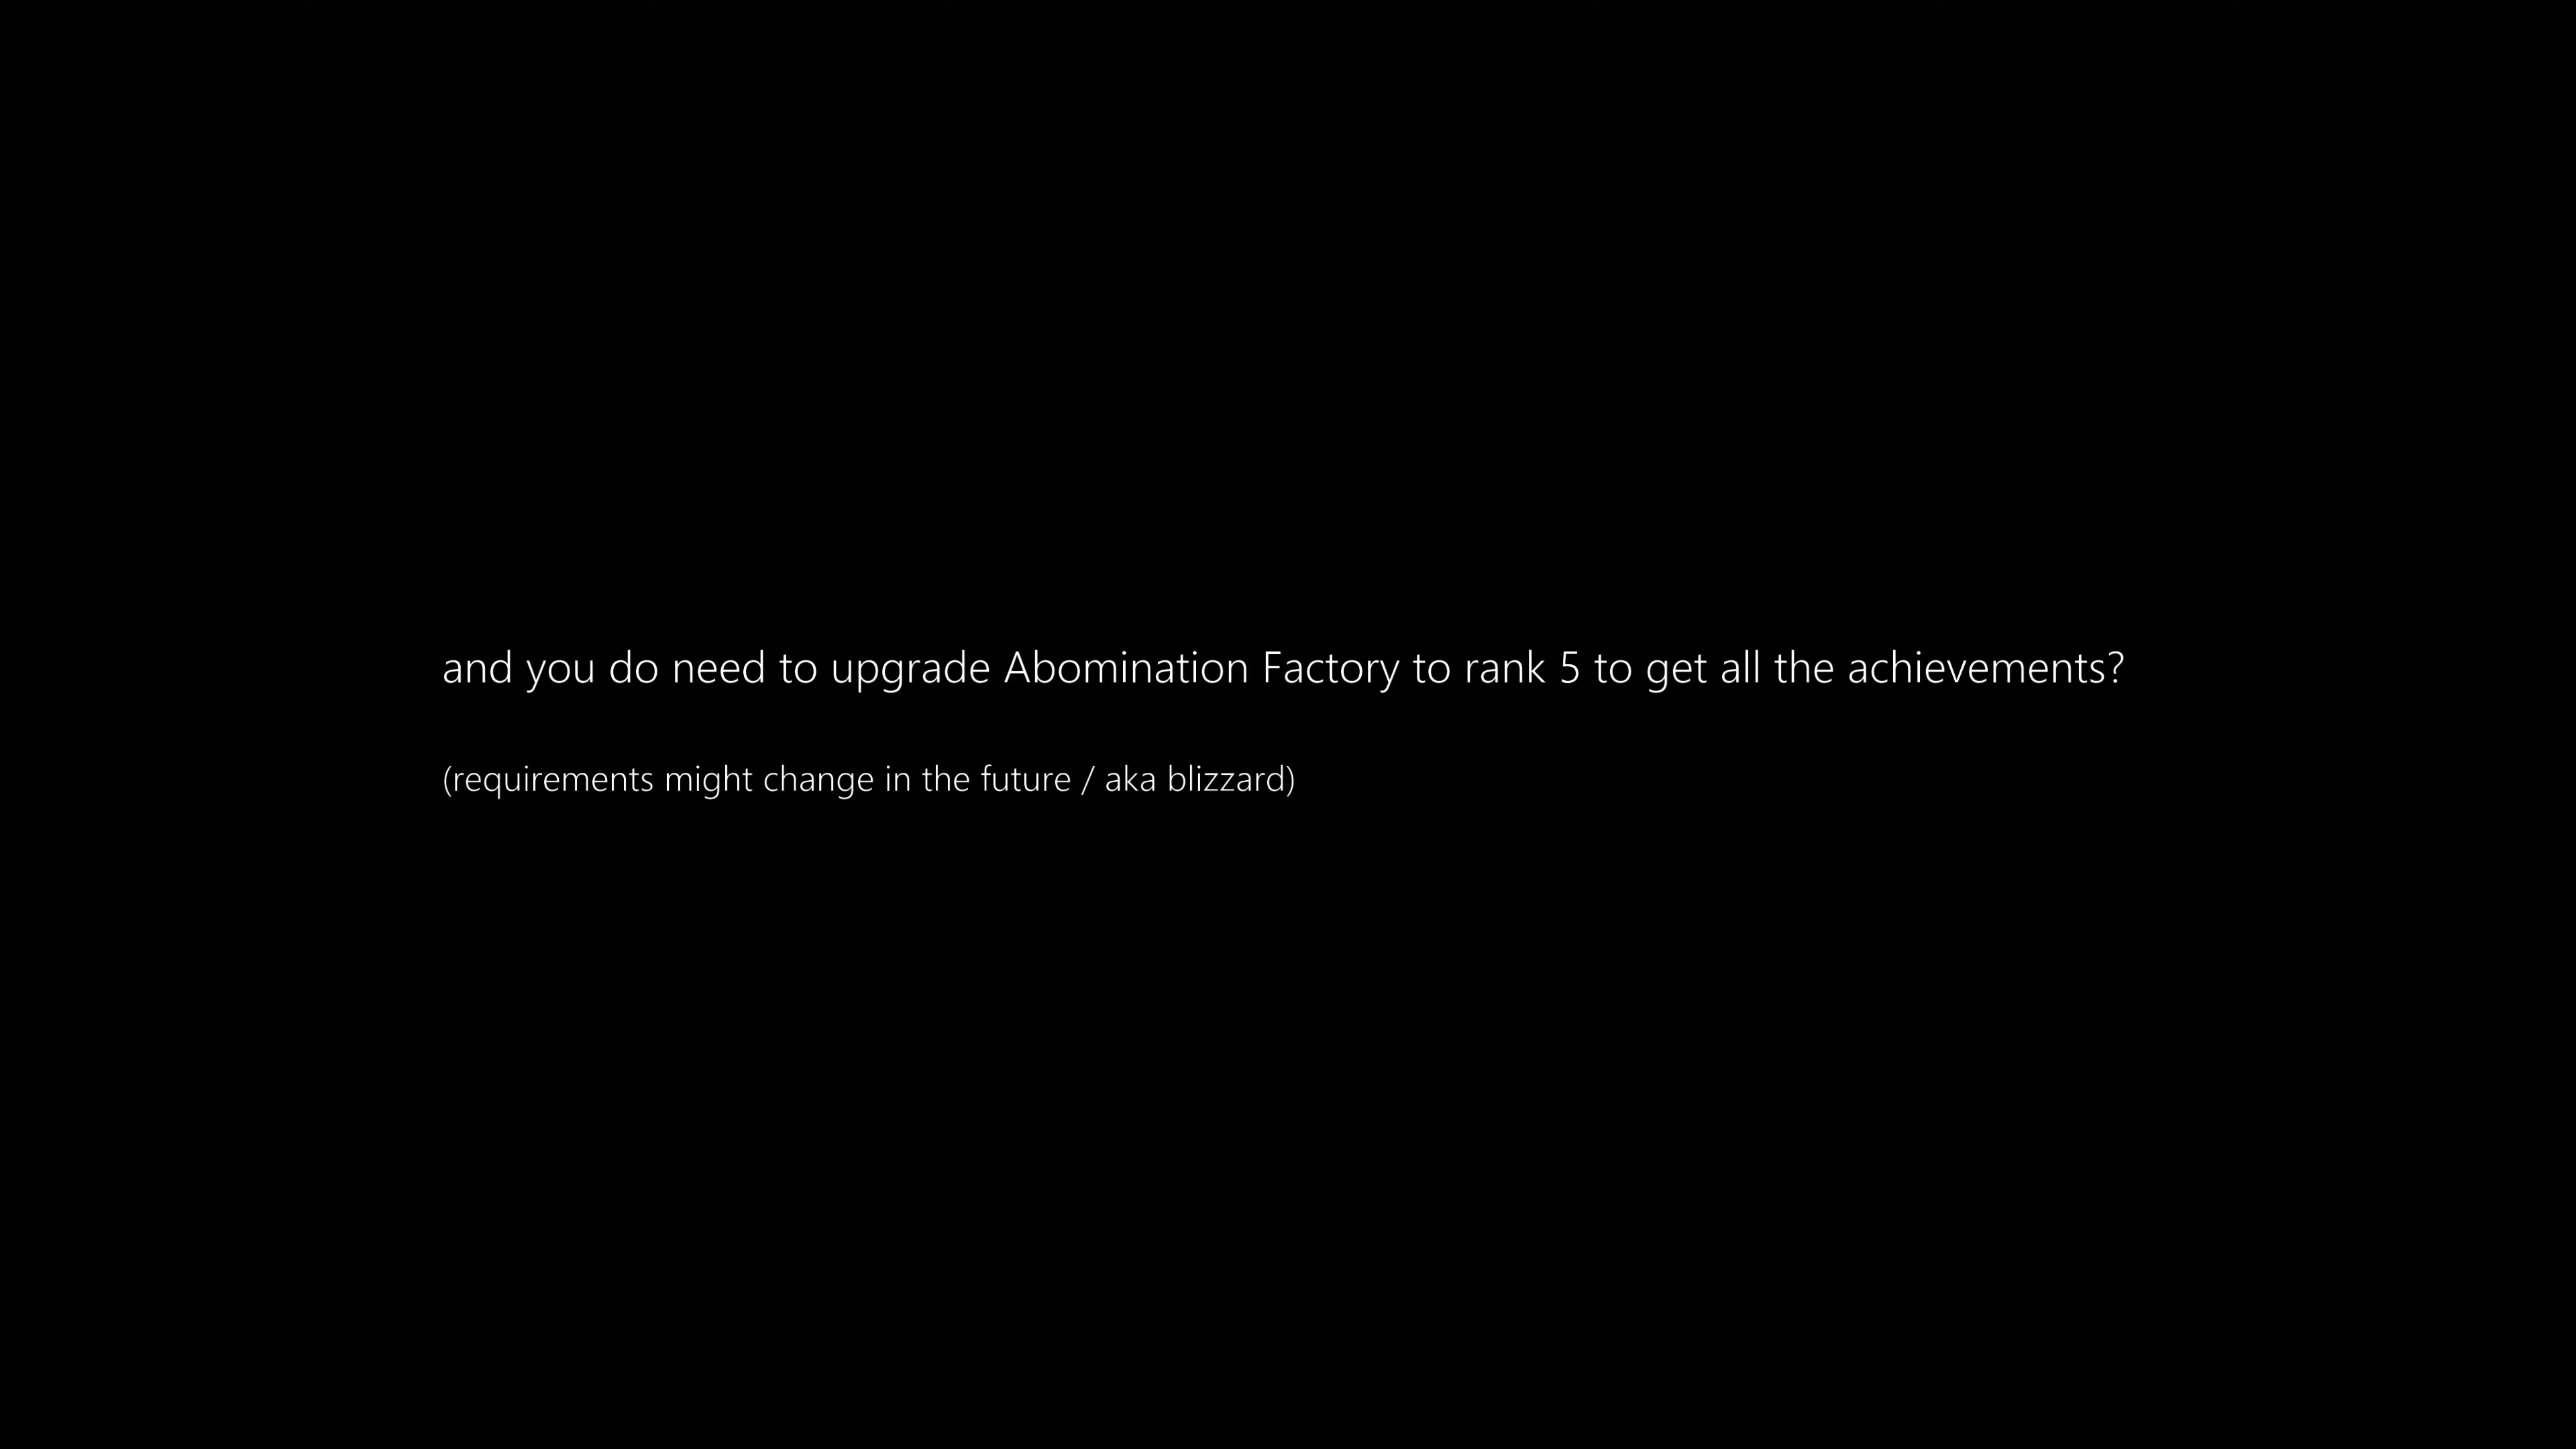 and you do need to upgrade Abomination Factory to rank 5 to get all the achievements?
(requirements might change in the future / aka blizzard)